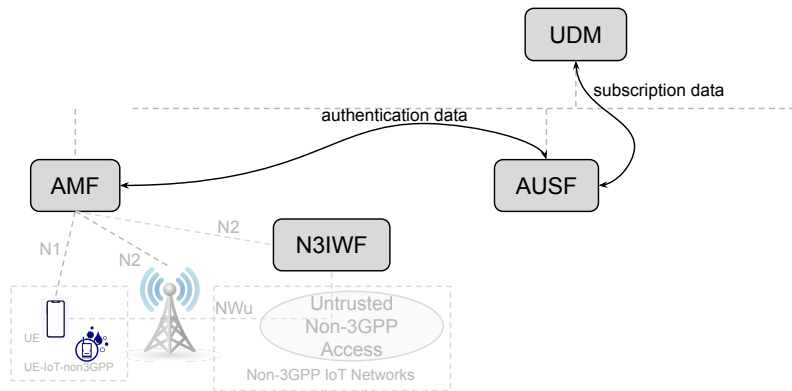 UDM
subscription data
authentication data
AMF
AUSF
N2
N1
N3IWF
N2
NWu
Untrusted
Non-3GPP
Access
UE
UE-IoT-non3GPP
Non-3GPP IoT Networks